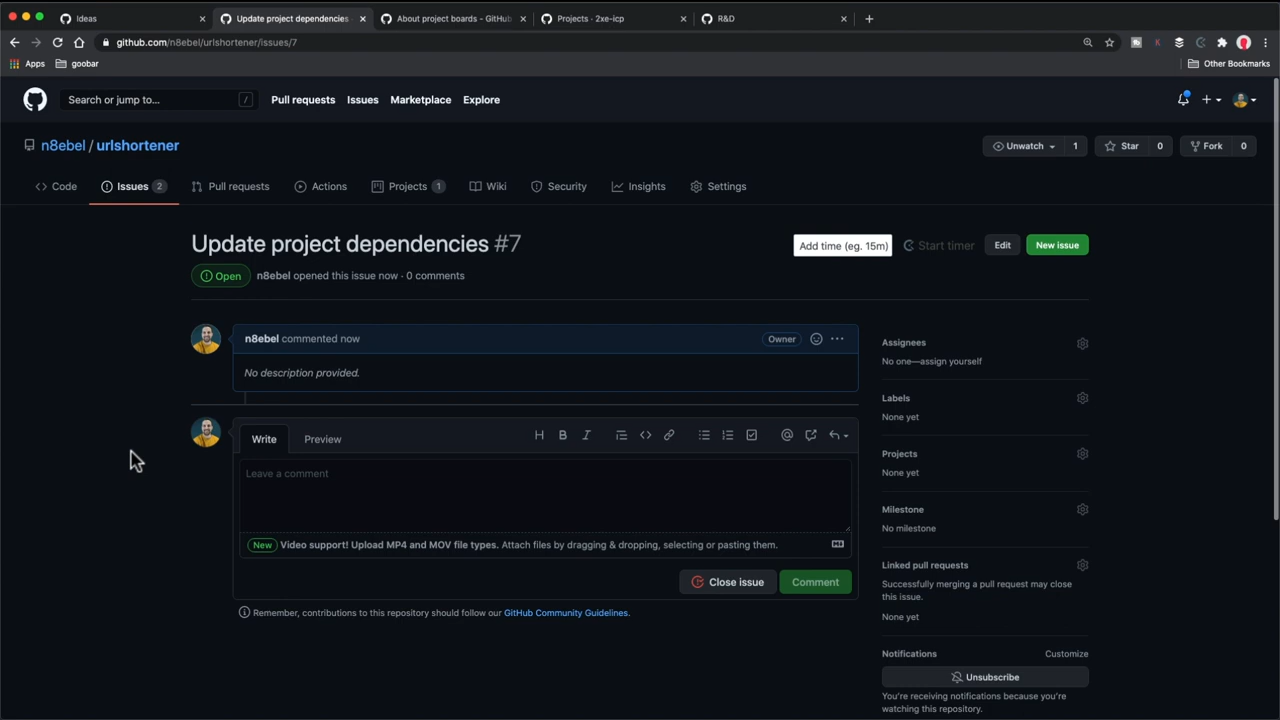 Ideas
Update project dependencies
About project boards - GitHub
Projects · 2xe-icp
R&D
github.com/n8ebel/urlshortener/issues/7
Apps
goobar
Other Bookmarks
Search or jump to...
/
Pull requests
Issues
Marketplace
Explore
n8ebel / urlshortener
Unwatch 1
Star 0
Fork 0
Code
Issues 2
Pull requests
Actions
Projects 1
Wiki
Security
Insights
Settings
Update project dependencies #7
Add time (eg. 15m)
Start timer
Edit
New issue
Open
n8ebel opened this issue now · 0 comments
n8ebel commented now
Owner
No description provided.
Write
Preview
Leave a comment
New Video support! Upload MP4 and MOV file types. Attach files by dragging & dropping, selecting or pasting them.
Close issue
Comment
Remember, contributions to this repository should follow our GitHub Community Guidelines.
Assignees
No one—assign yourself
Labels
None yet
Projects
None yet
Milestone
No milestone
Linked pull requests
Successfully merging a pull request may close
this issue.
None yet
Notifications
Customize
Unsubscribe
You're receiving notifications because you're
watching this repository.